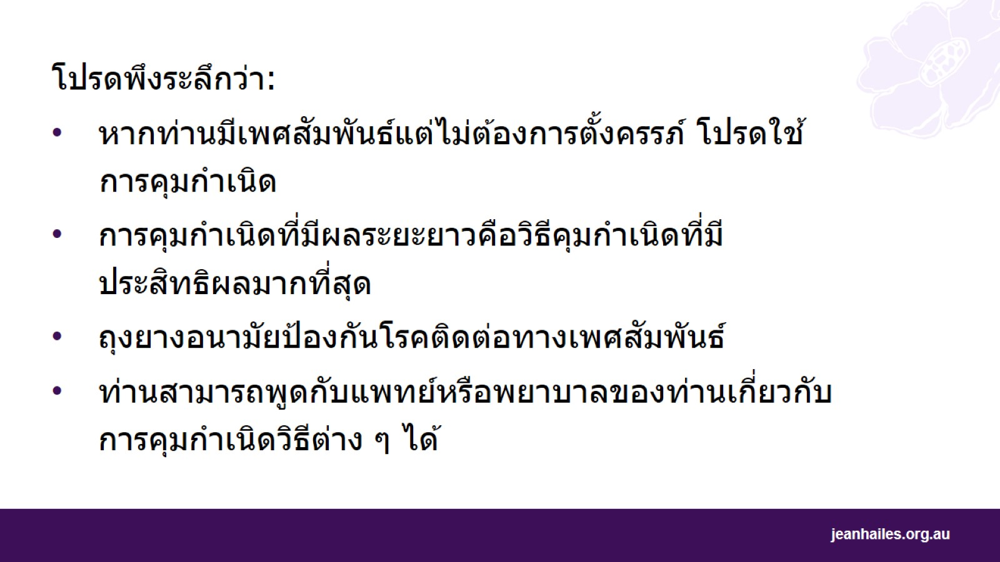 โปรดพึงระลึกว่า:
• หากท่านมีเพศสัมพันธ์แต่ไม่ต้องการตั้งครรภ์ โปรดใช้
การคุมกำเนิด
• การคุมกำเนิดที่มีผลระยะยาวคือวิธีคุมกำเนิดที่มี
ประสิทธิผลมากที่สุด
• ถุงยางอนามัยป้องกันโรคติดต่อทางเพศสัมพันธ์
• ท่านสามารถพูดกับแพทย์หรือพยาบาลของท่านเกี่ยวกับ
การคุมกำเนิดวิธีต่าง ๆ ได้
jeanhailes.org.au